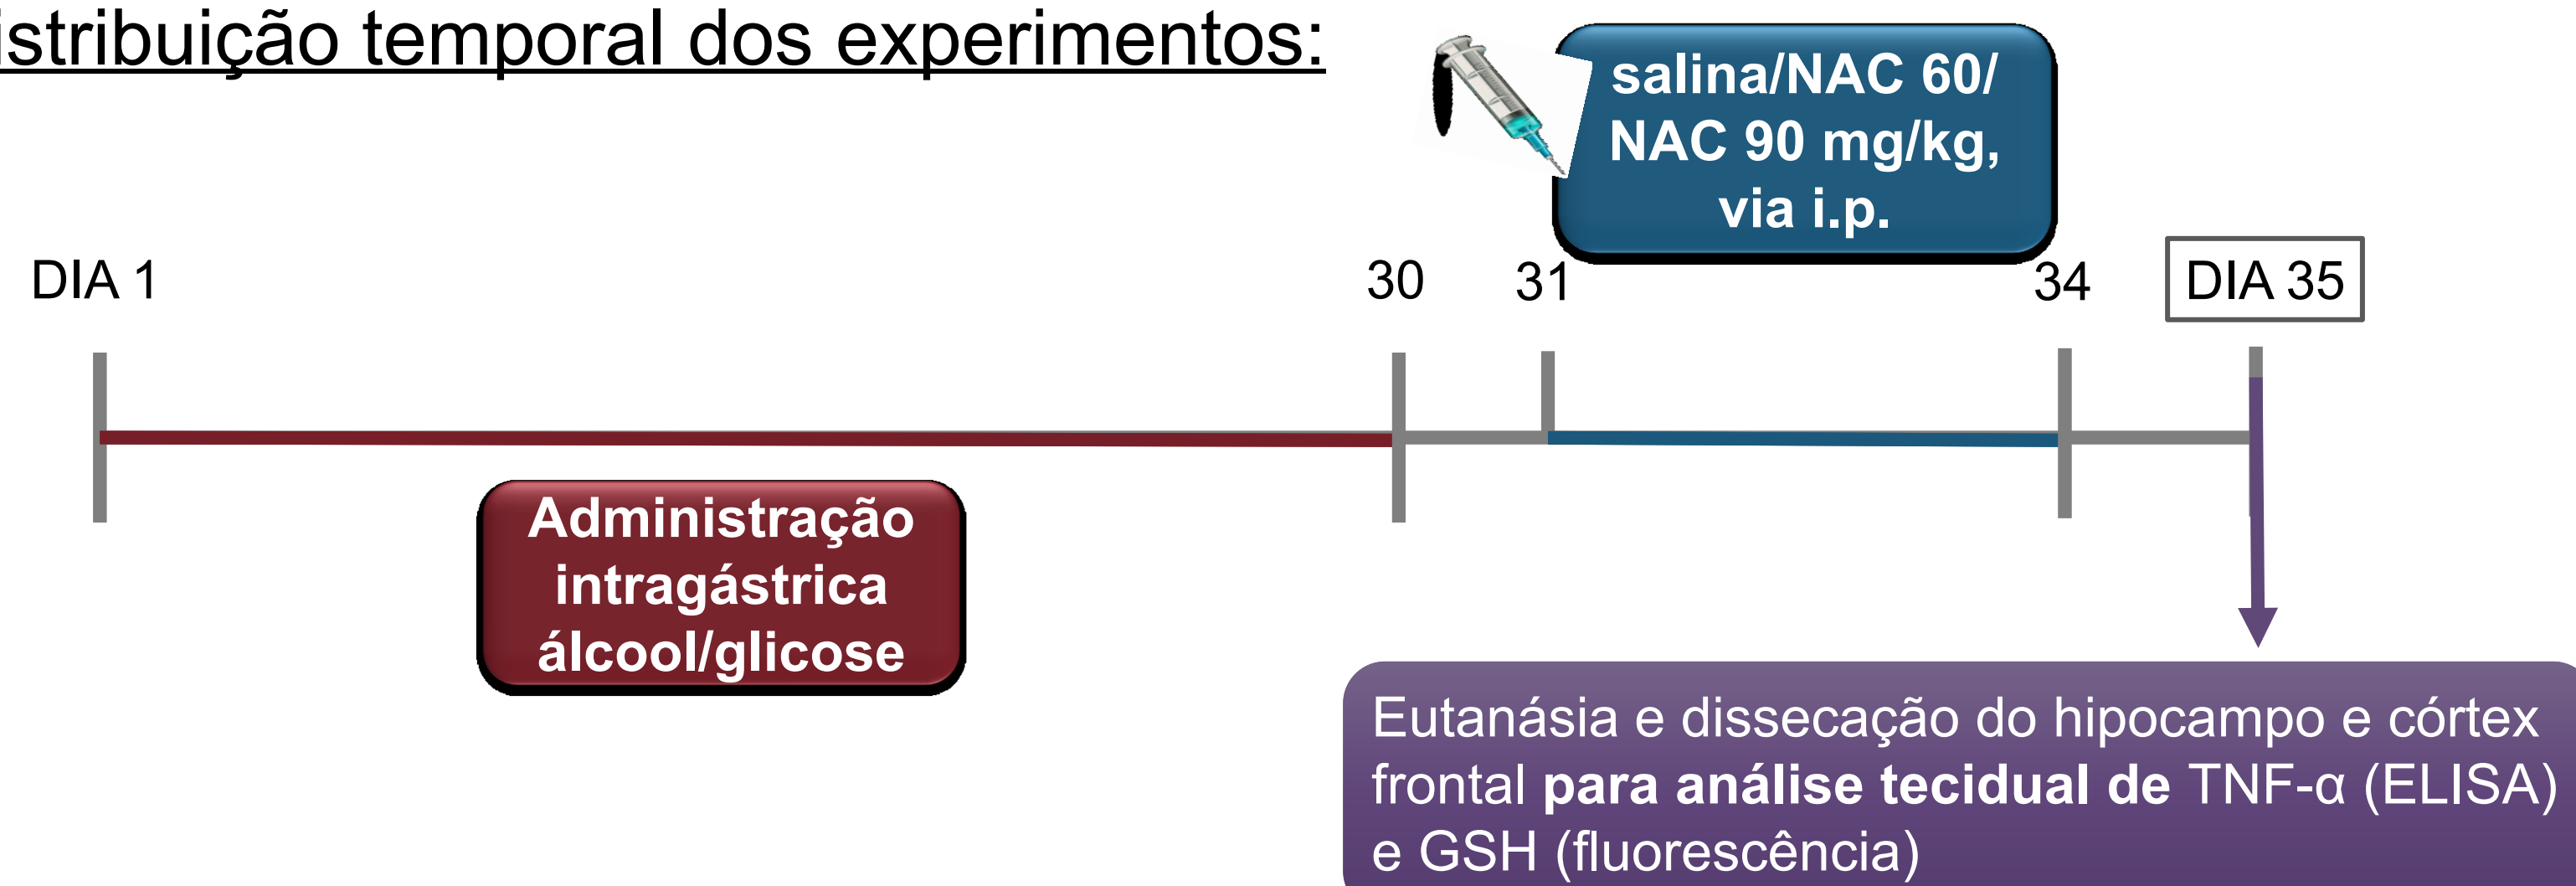 istribuição temporal dos experimentos:
salina/NAC 60/
NAC 90 mg/kg,
via i.p.
DIA 1
30
31
34
DIA 35
Administração
intragástrica
álcool/glicose
Eutanásia e dissecação do hipocampo e córtex
frontal para análise tecidual de TNF-α (ELISA)
e GSH (fluorescência)